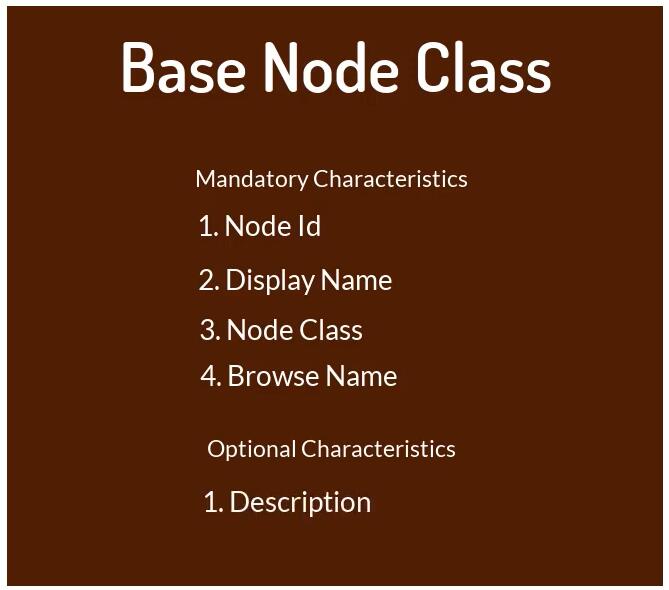 Base Node Class
Mandatory Characteristics
1. Node Id
2. Display Name
3. Node Class
4. Browse Name
Optional Characteristics
1. Description